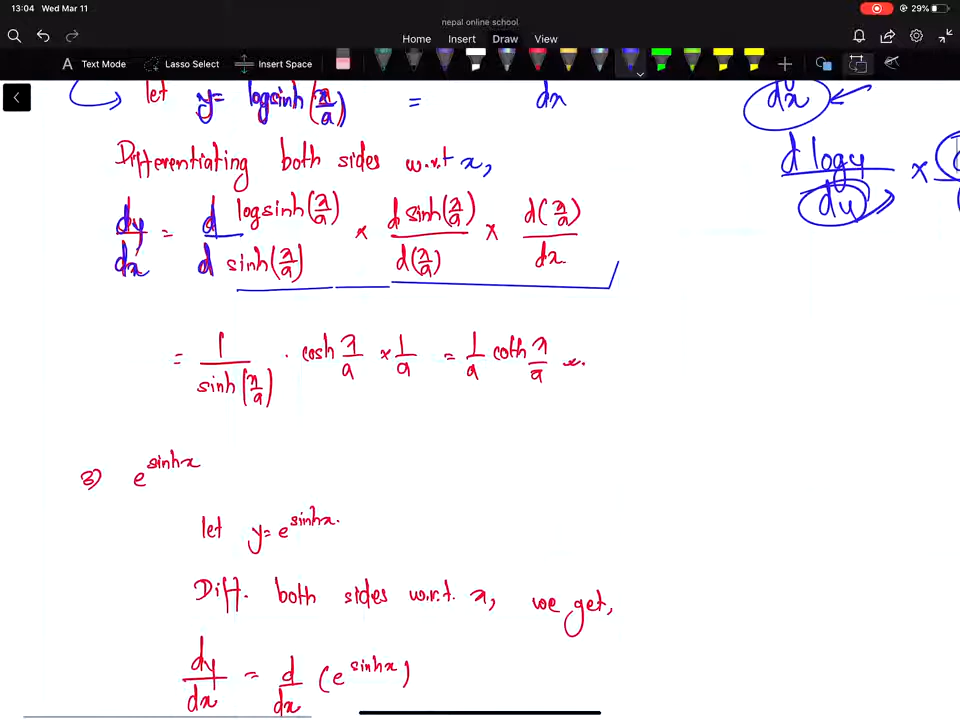 13:04 Wed Mar 11
29%
nepal online school
Home Insert Draw View
Text Mode Lasso Select Insert Space
let y = log sinh (x/a) = dx
dx
Differentiating both sides w.r.t x,
d log y / dy ×
dy/dx = d log sinh (x/a) / d sinh (x/a) × d sinh (x/a) / d (x/a) × d (x/a) / dx
= 1 / sinh (x/a) · cosh x/a × 1/a = 1/a coth x/a
3) e^sinhx
let y = e^sinhx.
Diff. both sides w.r.t. x, we get,
dy/dx = d/dx (e^sinhx)